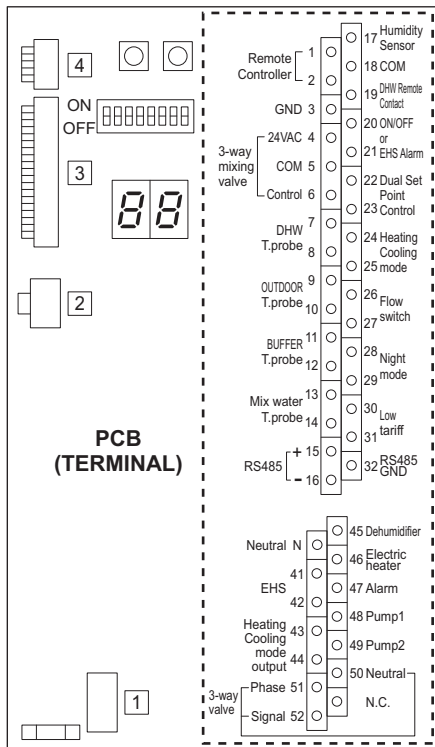 4
ON
OFF
3
2
PCB
(TERMINAL)
1
Remote
Controller
1
2
GND 3
3-way
mixing
valve
24VAC 4
COM 5
Control 6
DHW
T.probe
7
8
OUTDOOR
T.probe
9
10
BUFFER
T.probe
11
12
Mix water
T.probe
13
14
RS485
+ 15
- 16
17 Humidity
Sensor
18 COM
19 DHW Remote
Contact
20 ON/OFF
or
21 EHS Alarm
22 Dual Set
Point
23 Control
24 Heating
Cooling
25 mode
26
Flow
switch
27
28
Night
mode
29
30
Low
tariff
31
32 RS485
GND
Neutral N
EHS
41
42
Heating
Cooling
mode
output
43
44
3-way
valve
Phase 51
Signal 52
45 Dehumidifier
46 Electric
heater
47 Alarm
48 Pump1
49 Pump2
50 Neutral
N.C.